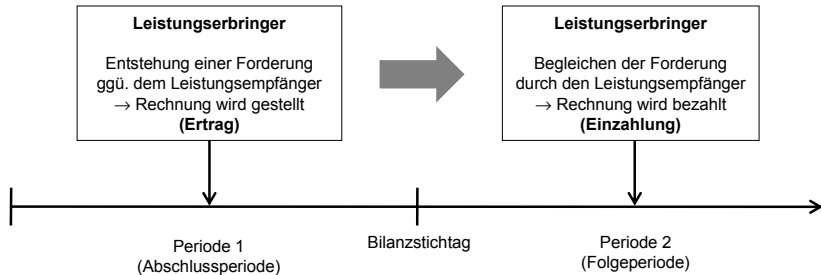 Leistungserbringer
Entstehung einer Forderung
ggü. dem Leistungsempfänger
→ Rechnung wird gestellt
(Ertrag)
Leistungserbringer
Begleichen der Forderung
durch den Leistungsempfänger
→ Rechnung wird bezahlt
(Einzahlung)
Periode 1
(Abschlussperiode)
Bilanzstichtag
Periode 2
(Folgeperiode)